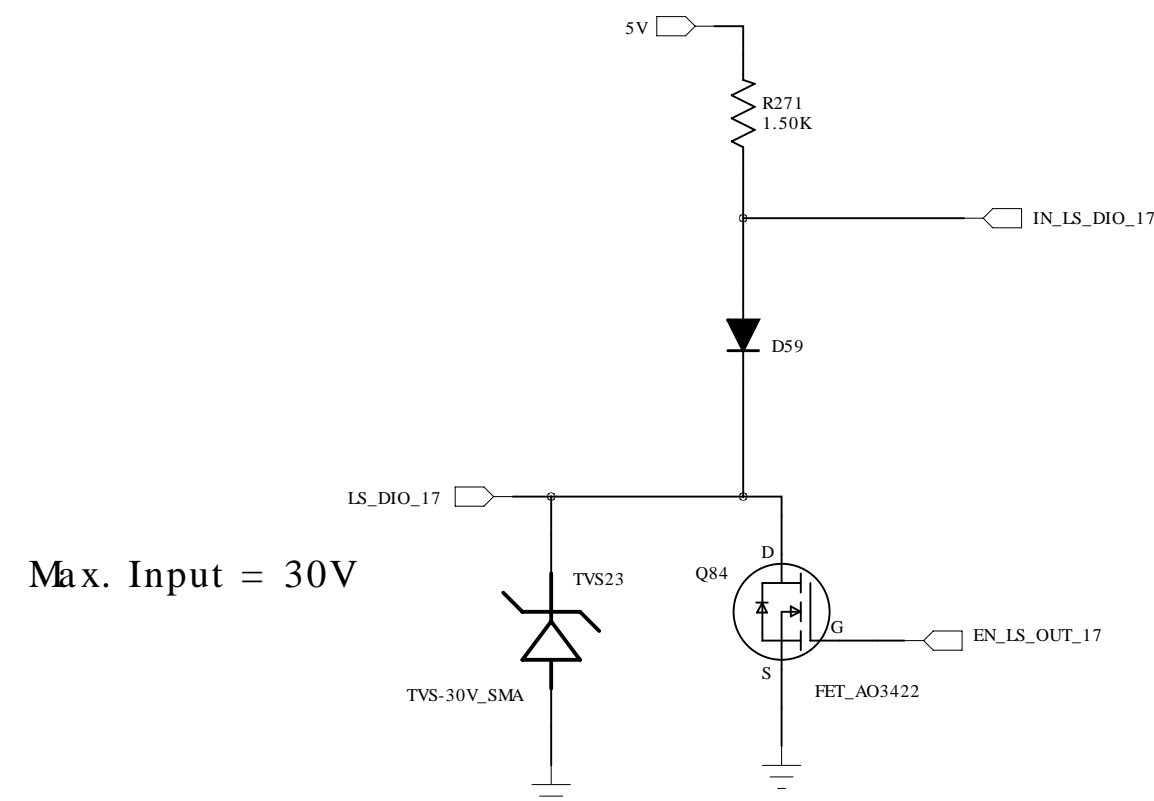 5V
R271
1.50K
IN_LS_DIO_17
D59
LS_DIO_17
Max. Input = 30V
TVS23
TVS-30V_SMA
Q84
D
G
S
EN_LS_OUT_17
FET_AO3422